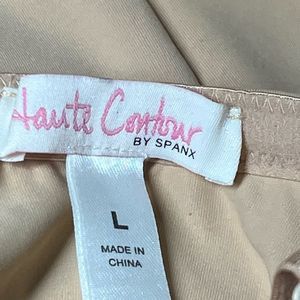 Haute Contour
BY SPANX
L
MADE IN
CHINA